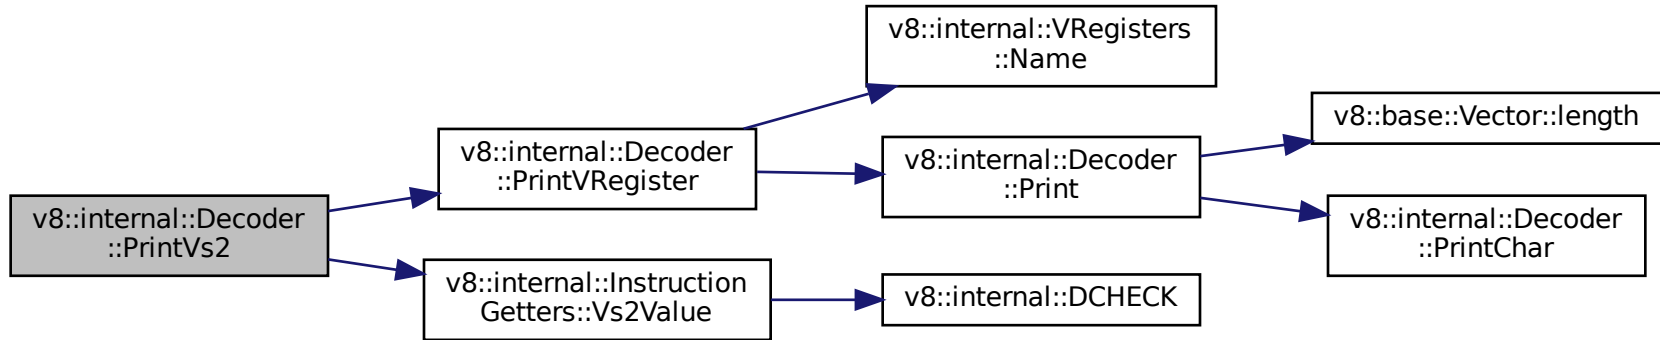 v8::internal::VRegisters
::Name
v8::base::Vector::length
v8::internal::Decoder
::PrintVRegister
v8::internal::Decoder
::Print
v8::internal::Decoder
::PrintVs2
v8::internal::Decoder
::PrintChar
v8::internal::Instruction
Getters::Vs2Value
v8::internal::DCHECK